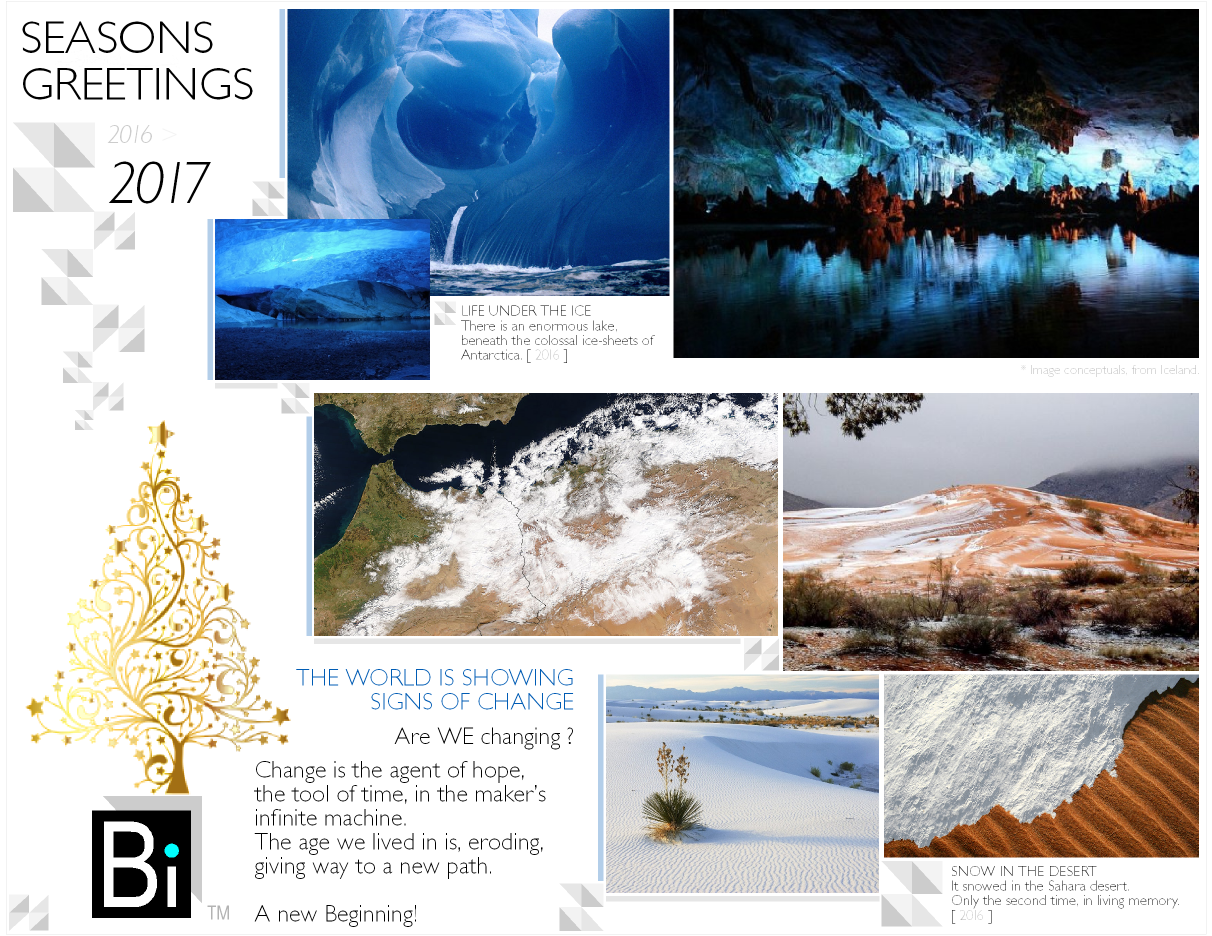 SEASONS
GREETINGS
2016 >
2017
LIFE UNDER THE ICE
There is an enormous lake,
beneath the colossal ice-sheets of
Antarctica. [ 2016 ]
* Image conceptuals, from Iceland.
THE WORLD IS SHOWING
SIGNS OF CHANGE
Are WE changing ?
Change is the agent of hope,
the tool of time, in the maker's
infinite machine.
The age we lived in is, eroding,
giving way to a new path.
A new Beginning!
Bi
TM
SNOW IN THE DESERT
It snowed in the Sahara desert.
Only the second time, in living memory.
[ 2016 ]